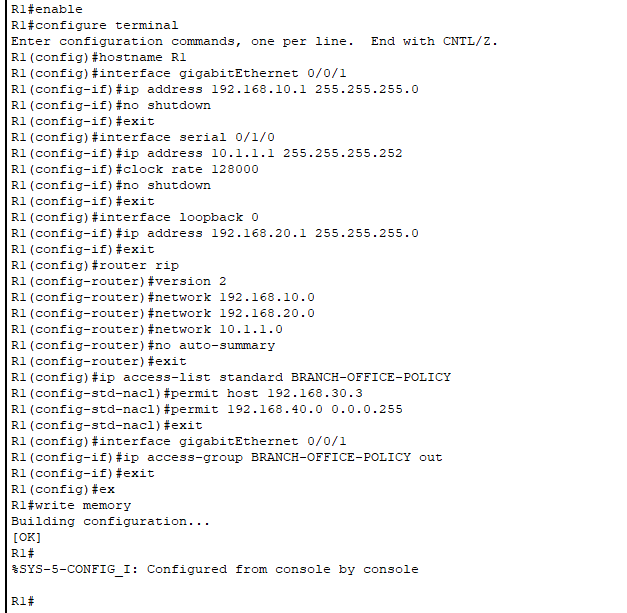 R1#enable
R1#configure terminal
Enter configuration commands, one per line.  End with CNTL/Z.
R1(config)#hostname R1
R1(config)#interface gigabitEthernet 0/0/1
R1(config-if)#ip address 192.168.10.1 255.255.255.0
R1(config-if)#no shutdown
R1(config-if)#exit
R1(config)#interface serial 0/1/0
R1(config-if)#ip address 10.1.1.1 255.255.255.252
R1(config-if)#clock rate 128000
R1(config-if)#no shutdown
R1(config-if)#exit
R1(config)#interface loopback 0
R1(config-if)#ip address 192.168.20.1 255.255.255.0
R1(config-if)#exit
R1(config)#router rip
R1(config-router)#version 2
R1(config-router)#network 192.168.10.0
R1(config-router)#network 192.168.20.0
R1(config-router)#network 10.1.1.0
R1(config-router)#no auto-summary
R1(config-router)#exit
R1(config)#ip access-list standard BRANCH-OFFICE-POLICY
R1(config-std-nacl)#permit host 192.168.30.3
R1(config-std-nacl)#permit 192.168.40.0 0.0.0.255
R1(config-std-nacl)#exit
R1(config)#interface gigabitEthernet 0/0/1
R1(config-if)#ip access-group BRANCH-OFFICE-POLICY out
R1(config-if)#exit
R1(config)#ex
R1#write memory
Building configuration...
[OK]
R1#
%SYS-5-CONFIG_I: Configured from console by console
R1#